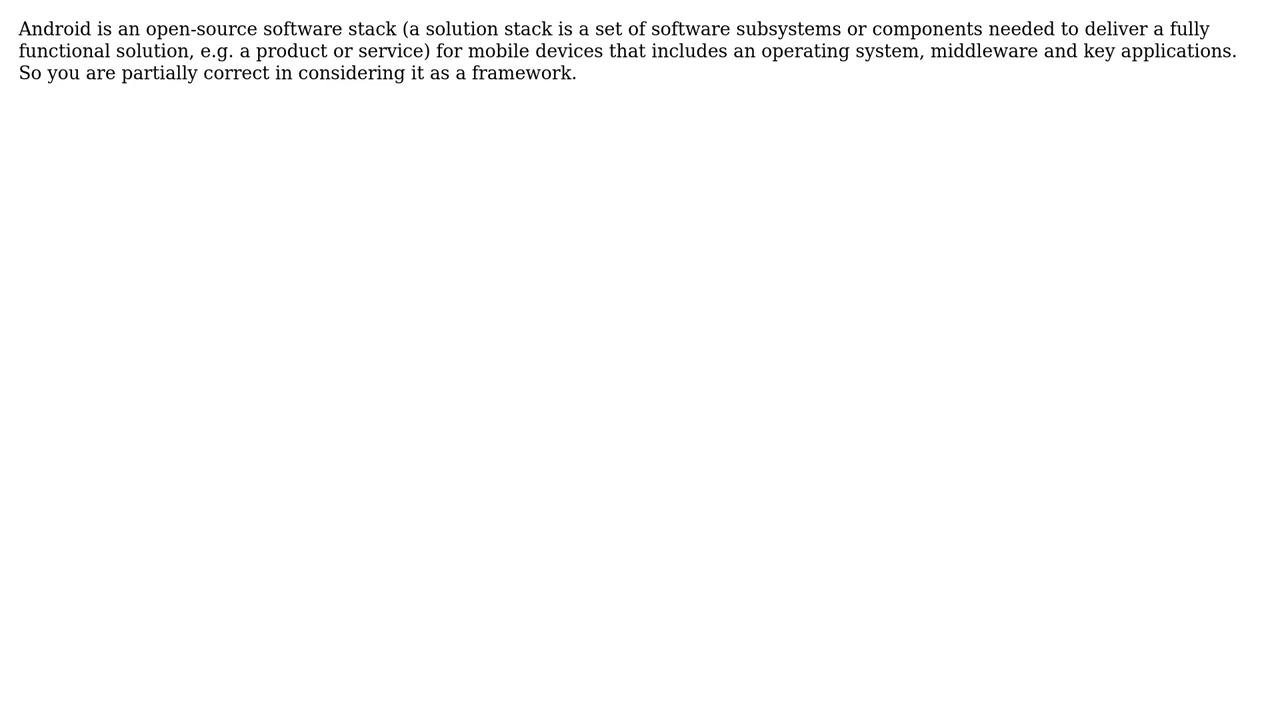 Android is an open-source software stack (a solution stack is a set of software subsystems or components needed to deliver a fully
functional solution, e.g. a product or service) for mobile devices that includes an operating system, middleware and key applications.
So you are partially correct in considering it as a framework.